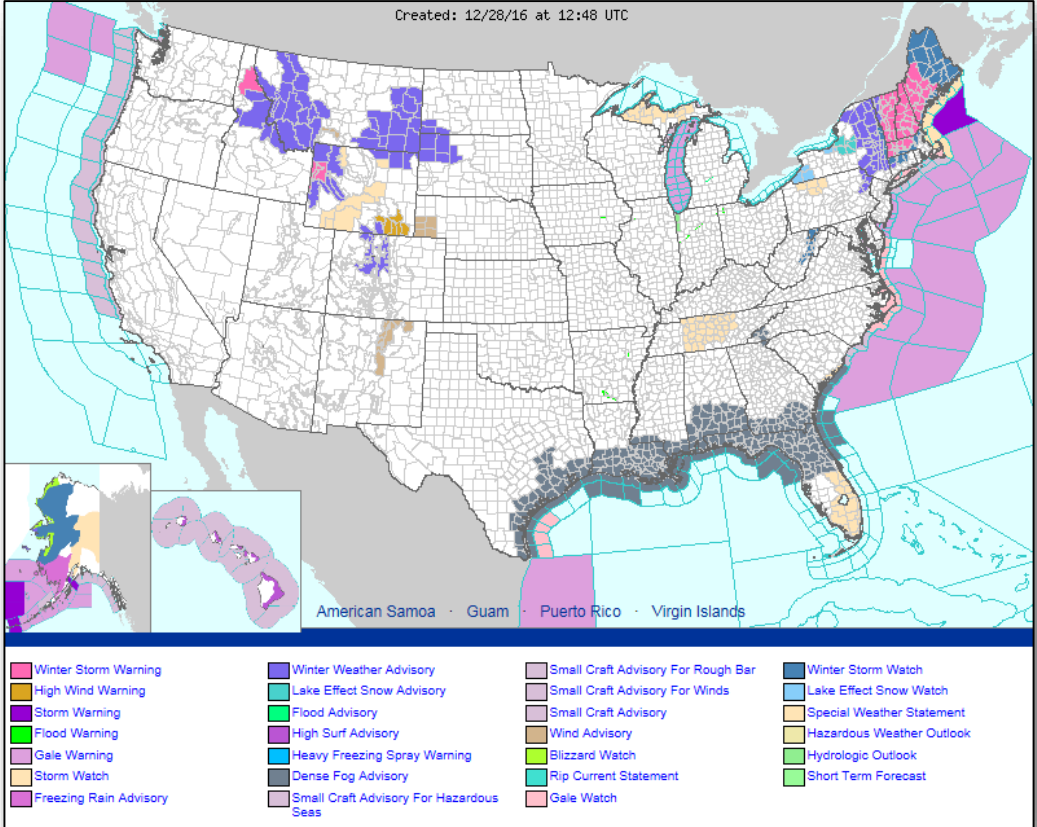 Created: 12/28/16 at 12:48 UTC
American Samoa · Guam · Puerto Rico · Virgin Islands
Winter Storm Warning
High Wind Warning
Storm Warning
Flood Warning
Gale Warning
Storm Watch
Freezing Rain Advisory
Winter Weather Advisory
Lake Effect Snow Advisory
Flood Advisory
High Surf Advisory
Heavy Freezing Spray Warning
Dense Fog Advisory
Small Craft Advisory For Hazardous
Seas
Small Craft Advisory For Rough Bar
Small Craft Advisory For Winds
Small Craft Advisory
Wind Advisory
Blizzard Watch
Rip Current Statement
Gale Watch
Winter Storm Watch
Lake Effect Snow Watch
Special Weather Statement
Hazardous Weather Outlook
Hydrologic Outlook
Short Term Forecast